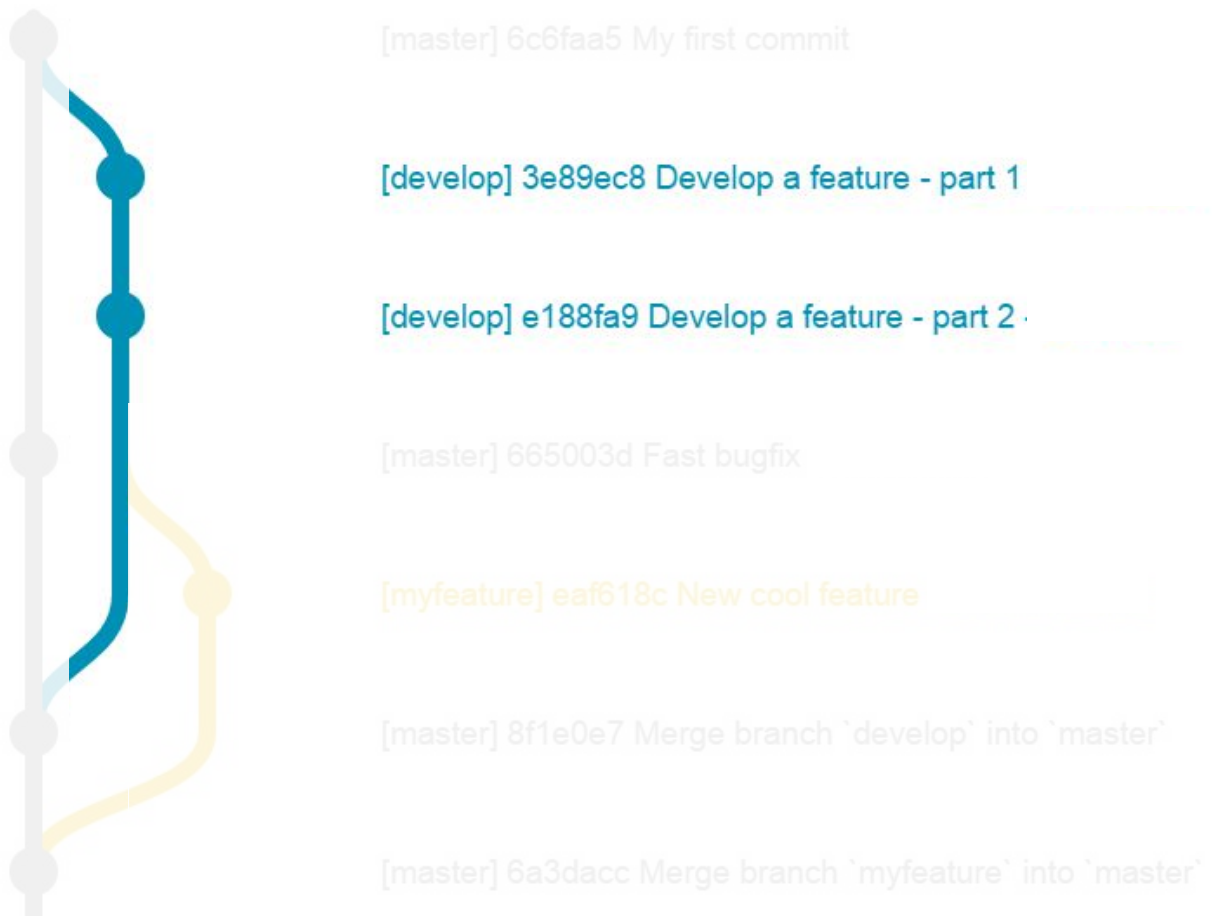 [master] 6c6faa5 My first commit
[develop] 3e89ec8 Develop a feature - part 1
[develop] e188fa9 Develop a feature - part 2 -
[master] 665003d Fast bugfix
[myfeature] eaf618c New cool feature
[master] 8f1e0e7 Merge branch `develop` into `master`
[master] 6a3dacc Merge branch `myfeature` into `master`